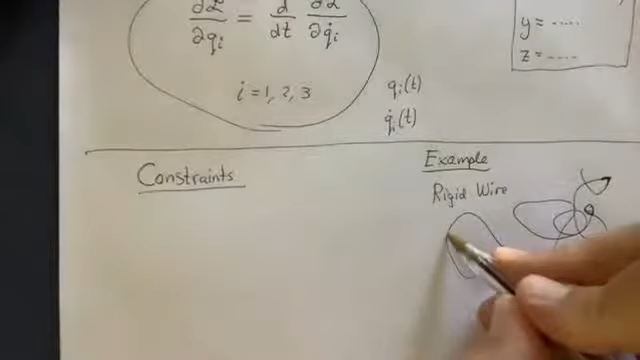 ∂ℒ/∂qᵢ = d/dt ∂ℒ/∂q̇ᵢ
i = 1, 2, 3
qᵢ(t)
q̇ᵢ(t)
y = .....
z = .....
Constraints
Example
Rigid Wire